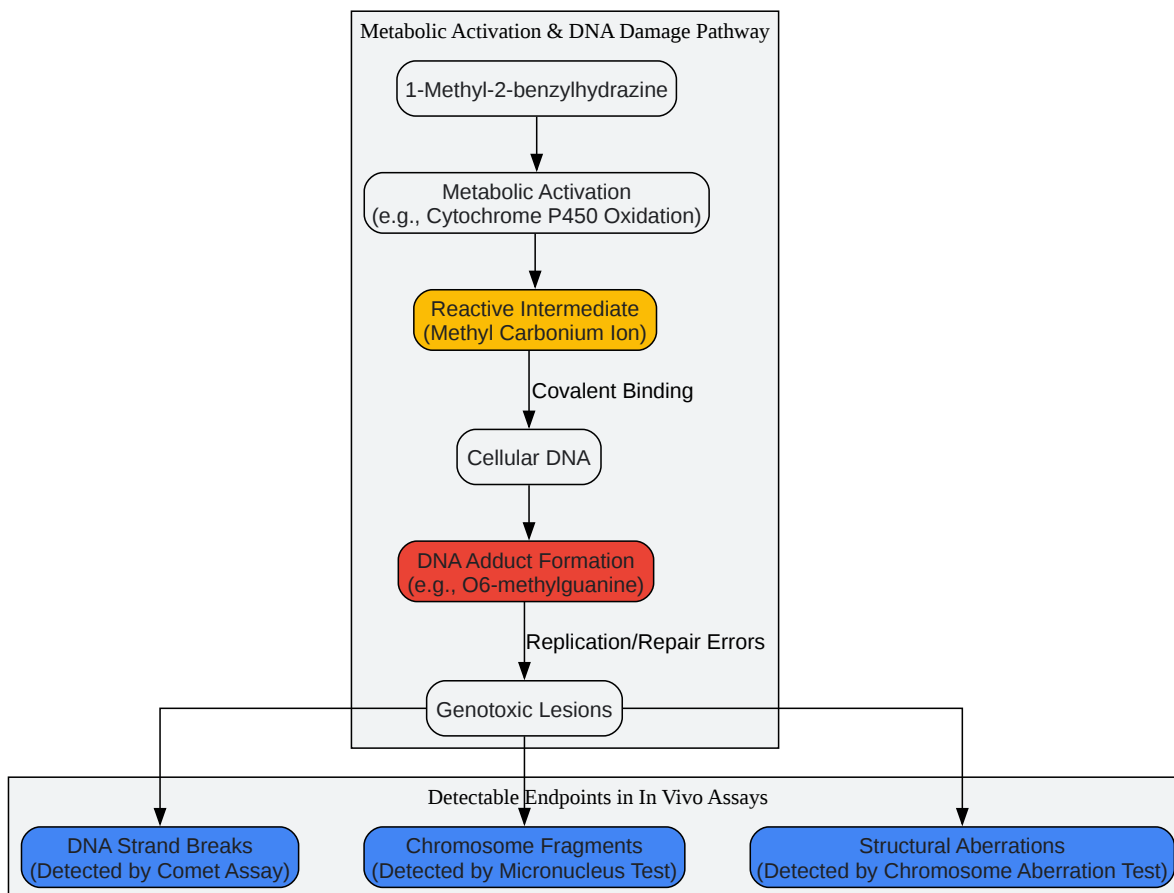 Metabolic Activation & DNA Damage Pathway
1-Methyl-2-benzylhydrazine
Metabolic Activation
(e.g., Cytochrome P450 Oxidation)
Reactive Intermediate
(Methyl Carbonium Ion)
Covalent Binding
Cellular DNA
DNA Adduct Formation
(e.g., O6-methylguanine)
Replication/Repair Errors
Genotoxic Lesions
Detectable Endpoints in In Vivo Assays
DNA Strand Breaks
(Detected by Comet Assay)
Chromosome Fragments
(Detected by Micronucleus Test)
Structural Aberrations
(Detected by Chromosome Aberration Test)